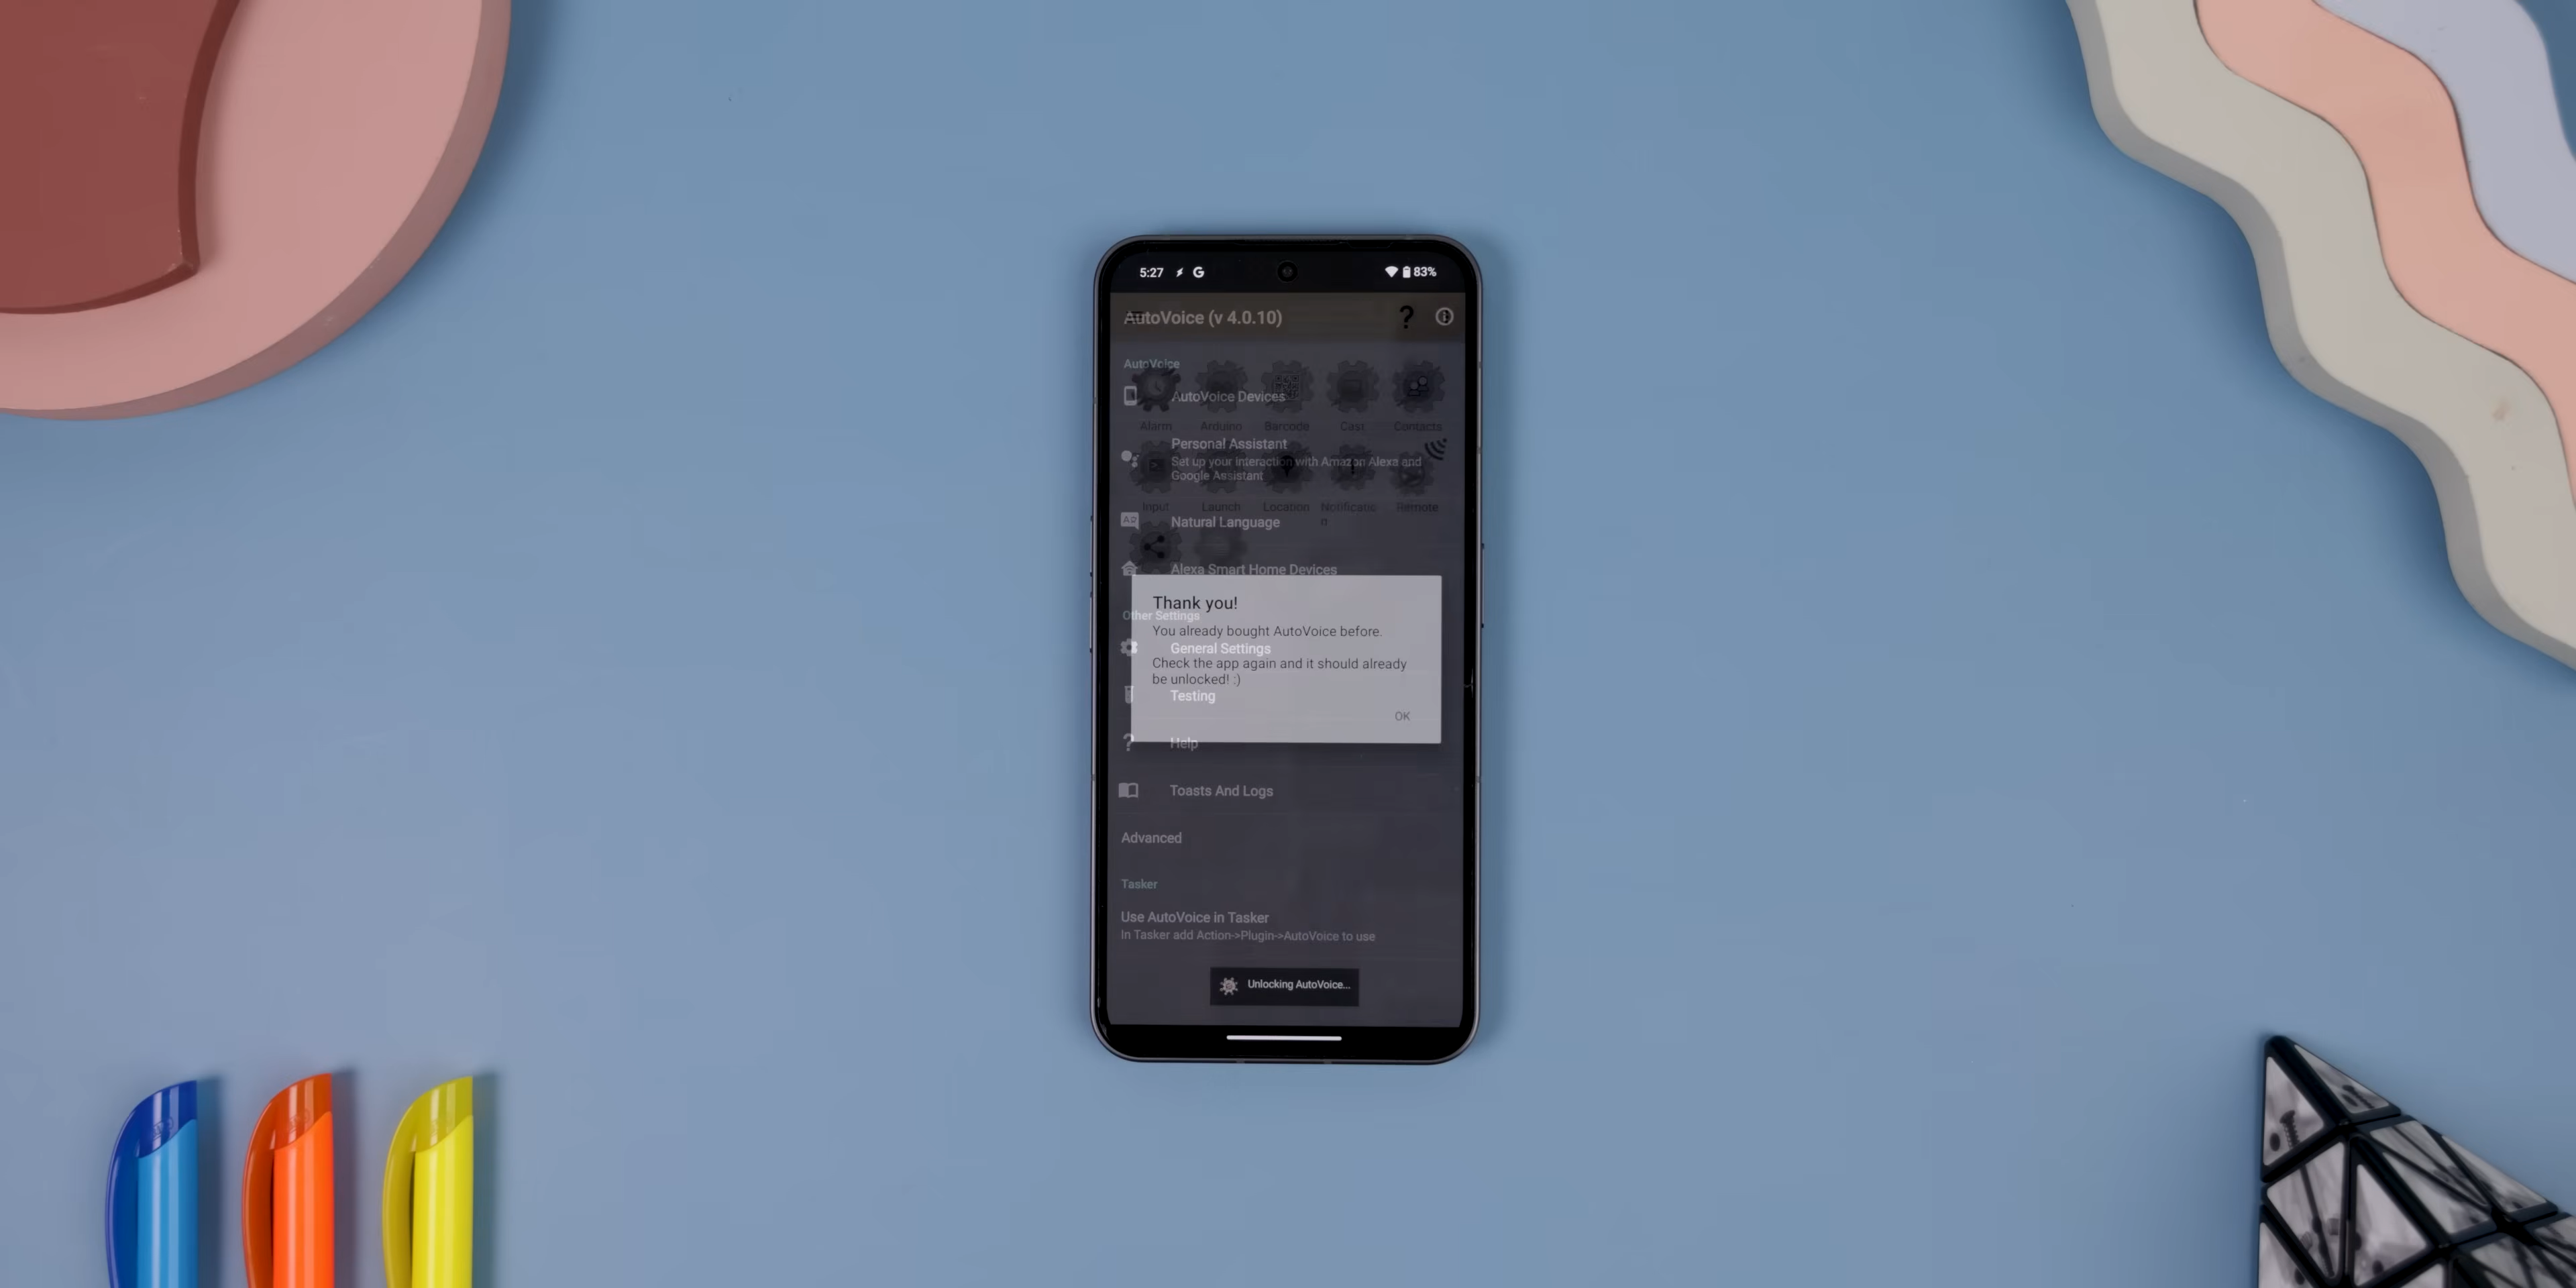 5:27
83%
AutoVoice (v 4.0.10)
?
AutoVoice
AutoVoice Devices
Alarm Arduino Barcode Cast Contacts
Personal Assistant
Set up your interaction with Amazon Alexa and
Google Assistant
Input Launch Location Notificatio Remote
n
Natural Language
Alexa Smart Home Devices
Thank you!
Other Settings
You already bought AutoVoice before.
General Settings
Check the app again and it should already
be unlocked! :)
Testing
OK
? Help
Toasts And Logs
Advanced
Tasker
Use AutoVoice in Tasker
In Tasker add Action->Plugin->AutoVoice to use
Unlocking AutoVoice...